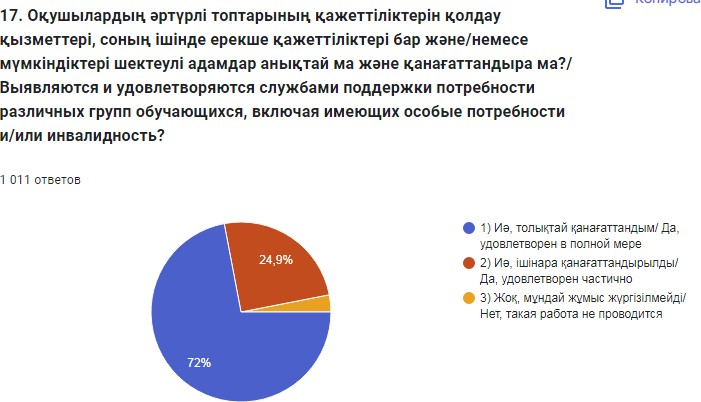 Копирова
17. Оқушылардың әртүрлі топтарының қажеттіліктерін қолдау
қызметтері, соның ішінде ерекше қажеттіліктері бар және/немесе
мүмкіндіктері шектеулі адамдар анықтай ма және қанағаттандыра ма?/
Выявляются и удовлетворяются службами поддержки потребности
различных групп обучающихся, включая имеющих особые потребности
и/или инвалидность?
1 011 ответов
24,9%
72%
1) Иә, толықтай қанағаттандым/ Да,
удовлетворен в полной мере
2) Иә, ішінара қанағаттандырылды/
Да, удовлетворен частично
3) Жоқ, мұндай жұмыс жүргізілмейді/
Нет, такая работа не проводится